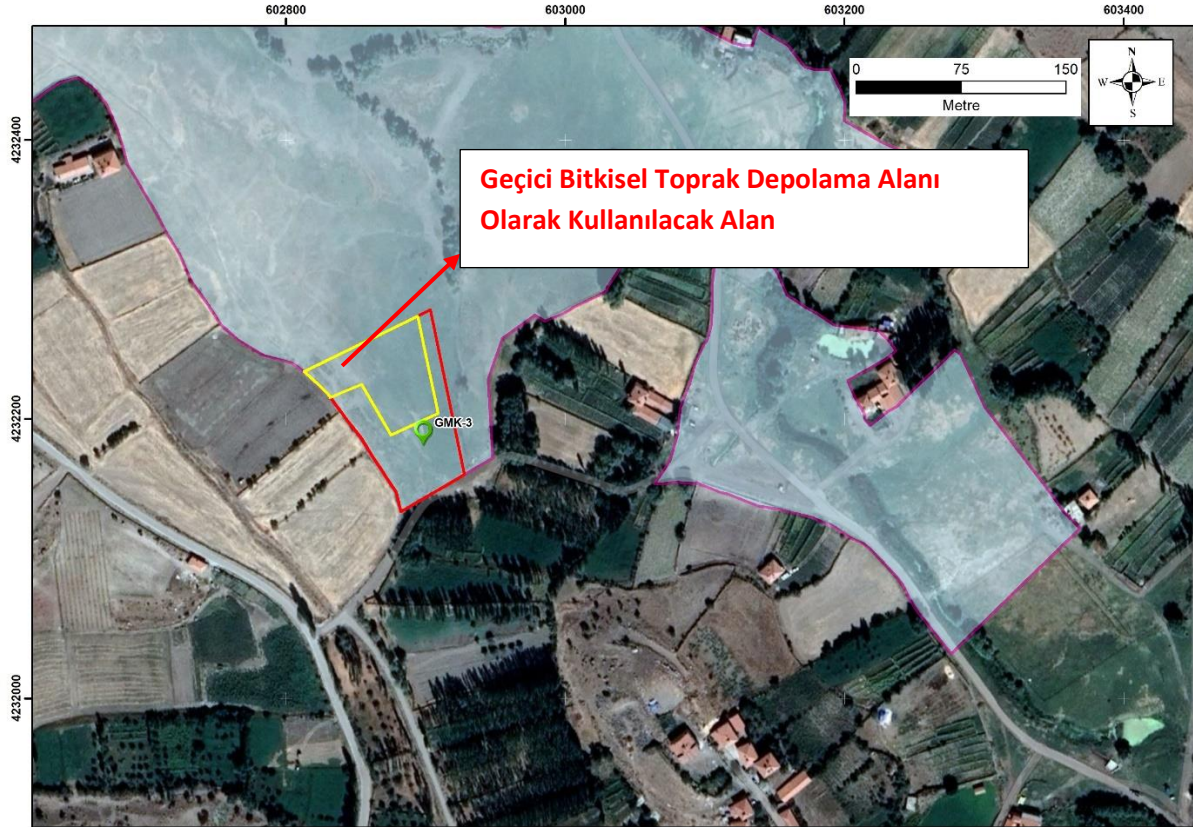 602800
603000
603200
603400
0 75 150
Metre
N
W E
S
4232400
Geçici Bitkisel Toprak Depolama Alanı
Olarak Kullanılacak Alan
4232200
GMK-3
4232000